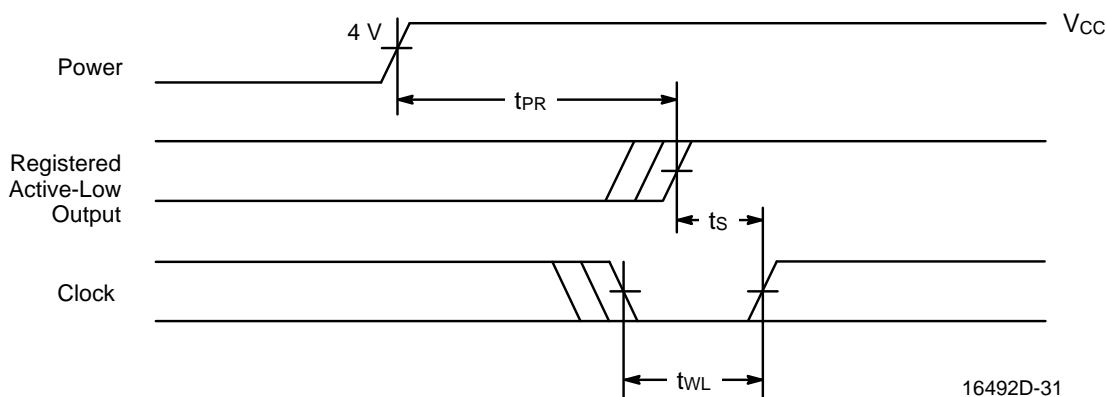 4 V
VCC
Power
tPR
Registered
Active-Low
Output
tS
Clock
tWL
16492D-31